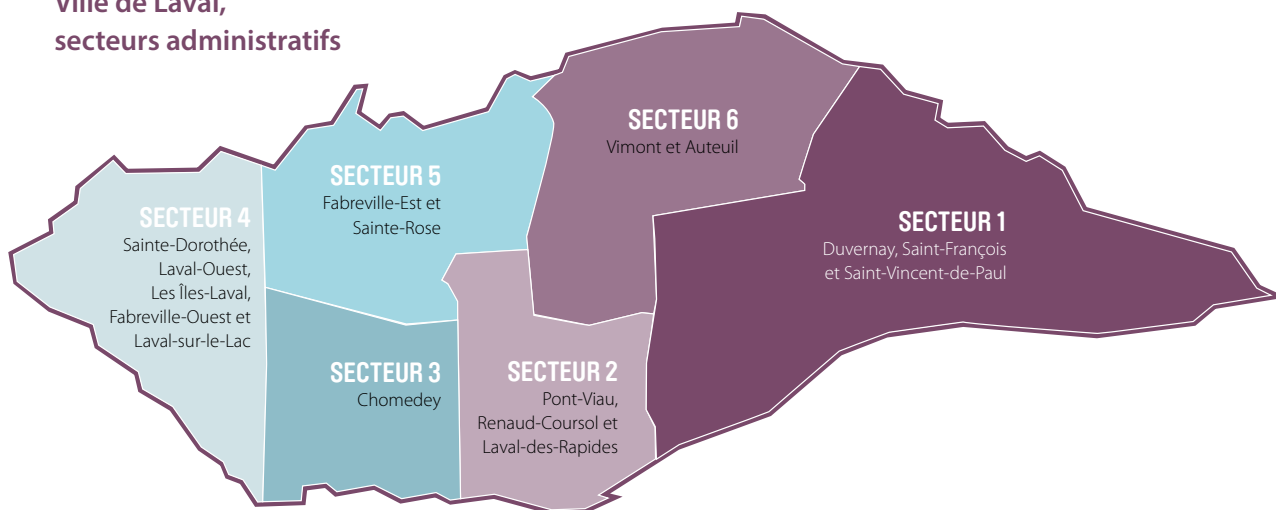 Ville de Laval,
secteurs administratifs
SECTEUR 6
Vimont et Auteuil
SECTEUR 5
Fabreville-Est et
Sainte-Rose
SECTEUR 4
Sainte-Dorothée,
Laval-Ouest,
Les Îles-Laval,
Fabreville-Ouest et
Laval-sur-le-Lac
SECTEUR 1
Duvernay, Saint-François
et Saint-Vincent-de-Paul
SECTEUR 3
Chomedey
SECTEUR 2
Pont-Viau,
Renaud-Coursol et
Laval-des-Rapides